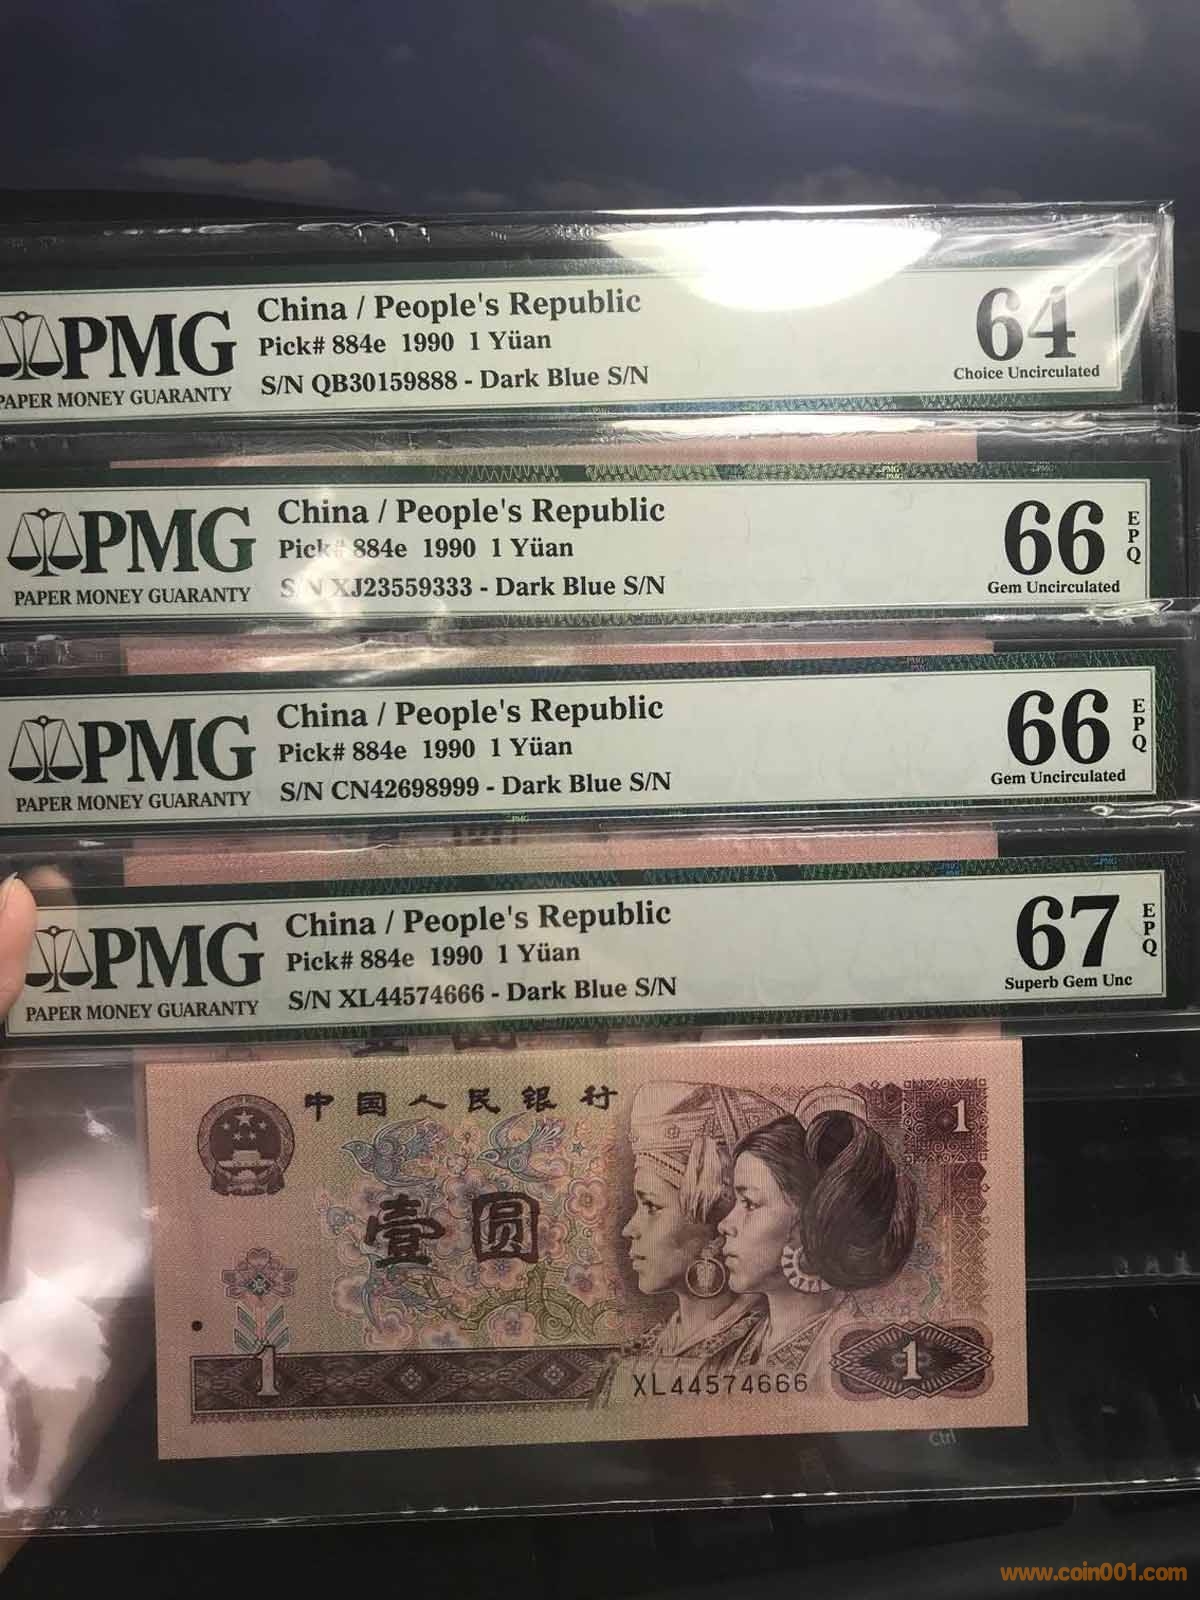 PMG
PAPER MONEY GUARANTY
China / People's Republic
Pick# 884e 1990 1 Yüan
S/N QB30159888 - Dark Blue S/N
64
Choice Uncirculated
PMG
PAPER MONEY GUARANTY
China / People's Republic
Pick# 884e 1990 1 Yüan
S/N XJ23559333 - Dark Blue S/N
66
EPQ
Gem Uncirculated
PMG
PAPER MONEY GUARANTY
China / People's Republic
Pick# 884e 1990 1 Yüan
S/N CN42698999 - Dark Blue S/N
66
EPQ
Gem Uncirculated
PMG
PAPER MONEY GUARANTY
China / People's Republic
Pick# 884e 1990 1 Yüan
S/N XL44574666 - Dark Blue S/N
67
EPQ
Superb Gem Unc
中国人民银行
1
壹圆
1
XL44574666
1
Ctrl
www.coin001.com